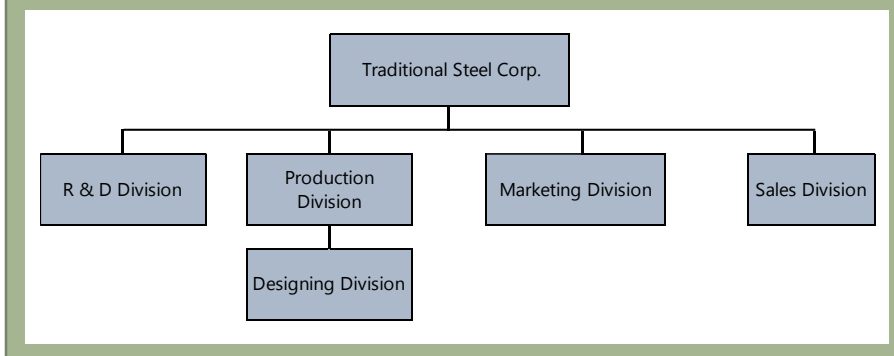 Traditional Steel Corp.
R & D Division
Production
Division
Marketing Division
Sales Division
Designing Division